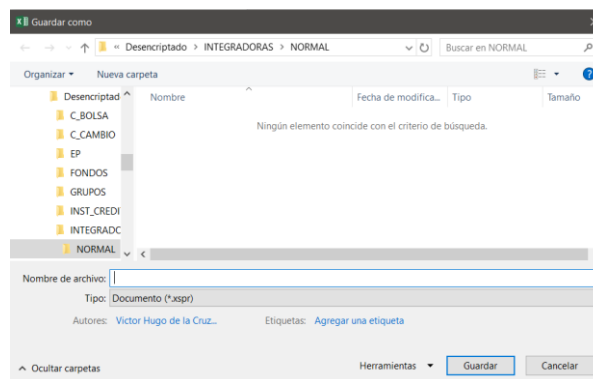 Guardar como
« Desencriptado > INTEGRADORAS > NORMAL
Buscar en NORMAL
Organizar
Nueva carpeta
Desencriptad
C_BOLSA
C_CAMBIO
EP
FONDOS
GRUPOS
INST_CREDI
INTEGRADC
NORMAL
Nombre Fecha de modifica... Tipo Tamaño
Ningún elemento coincide con el criterio de búsqueda.
Nombre de archivo:
Tipo: Documento (*.xspr)
Autores: Victor Hugo de la Cruz... Etiquetas: Agregar una etiqueta
Ocultar carpetas
Herramientas Guardar Cancelar